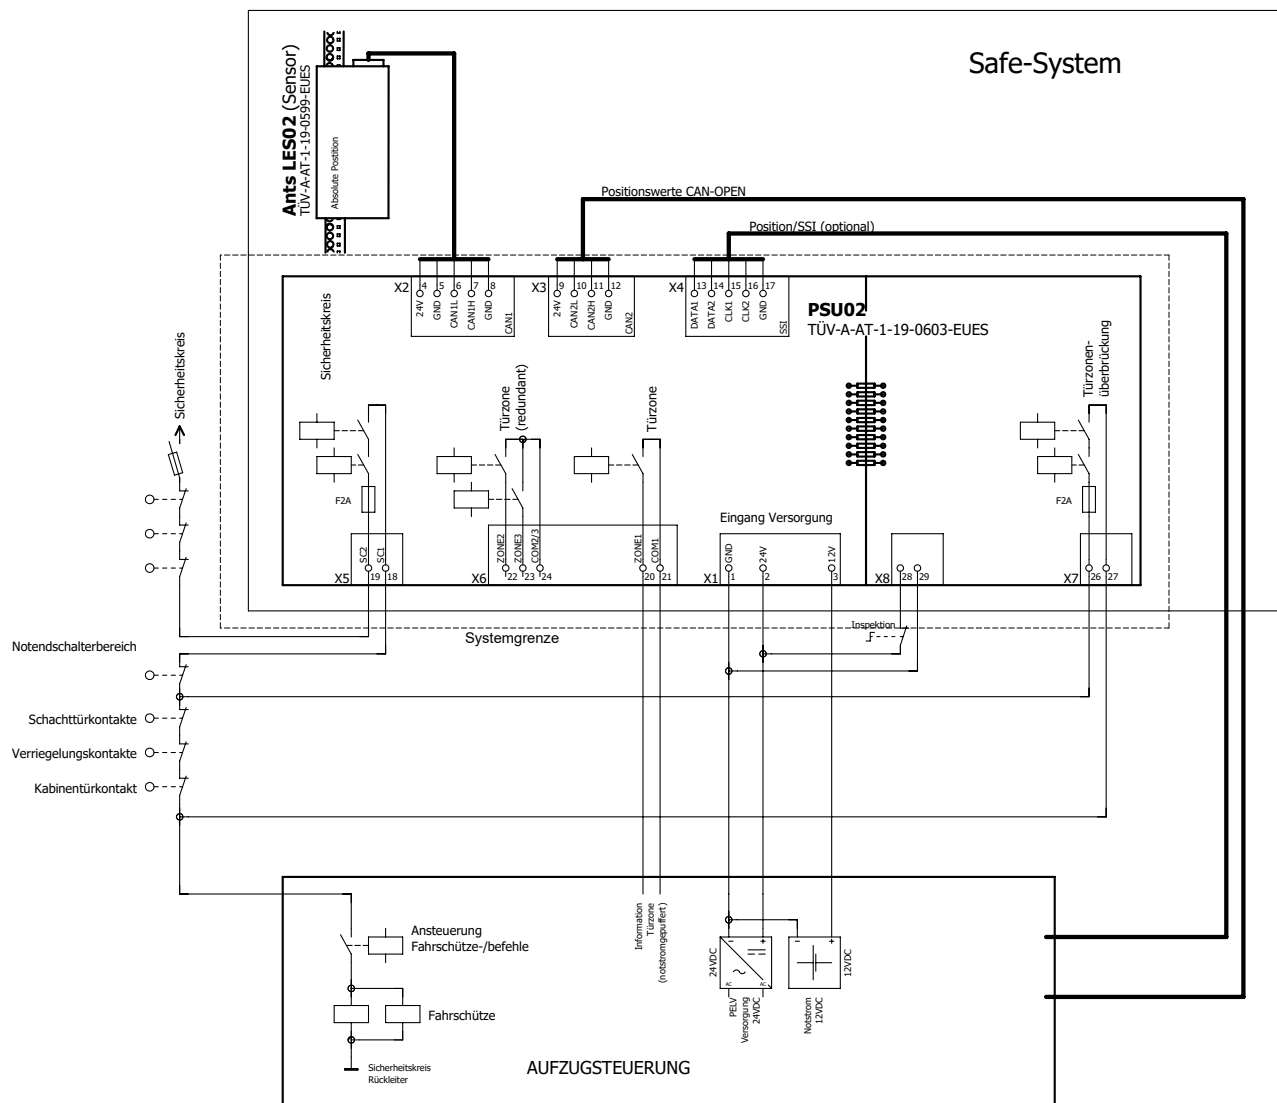 Safe-System
Ants LES02 (Sensor)
TÜV-A-AT-1-19-0599-EUES
Absolute Postition
Positionswerte CAN-OPEN
Position/SSI (optional)
X2
4 5 6 7 8
24V GND CAN1L CAN1H GND
CAN1
X3
9 10 11 12
24V CAN2L CAN2H GND
CAN2
X4
13 14 15 16 17
DATA1 DATA2 CLK1 CLK2 GND
SSI
PSU02
TÜV-A-AT-1-19-0603-EUES
Sicherheitskreis
Sicherheitskreis
Türzone
(redundant)
Türzone
Türzonen-
überbrückung
F2A
F2A
Eingang Versorgung
SC2 SC1
X5 19 18
ZONE2 ZONE3 COM2/3
X6 22 23 24
ZONE1 COM1
20 21
GND 24V 12V
X1 1 2 3
X8 28 29
X7 26 27
Systemgrenze
Inspektion
Notendschalterbereich
Schachttürkontakte
Verriegelungskontakte
Kabinentürkontakt
Ansteuerung
Fahrschütze-/befehle
Fahrschütze
Sicherheitskreis
Rückleiter
Information
Türzone
(notstromgepuffert)
24VDC
− +
AC AC
PELV
Versorgung
24VDC
− +
12VDC
Notstrom
12VDC
AUFZUGSTEUERUNG